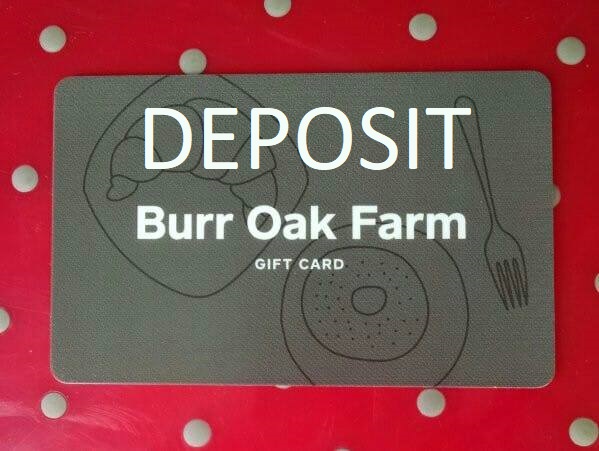 DEPOSIT
Burr Oak Farm
GIFT CARD